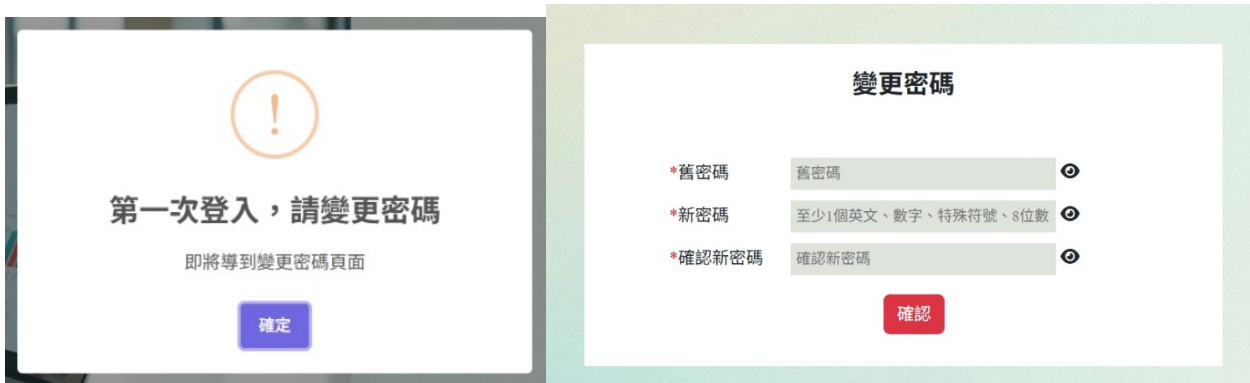 !
第一次登入，請變更密碼
即將導到變更密碼頁面
確定
變更密碼
*舊密碼 舊密碼
*新密碼 至少1個英文、數字、特殊符號、8位數
*確認新密碼 確認新密碼
確認